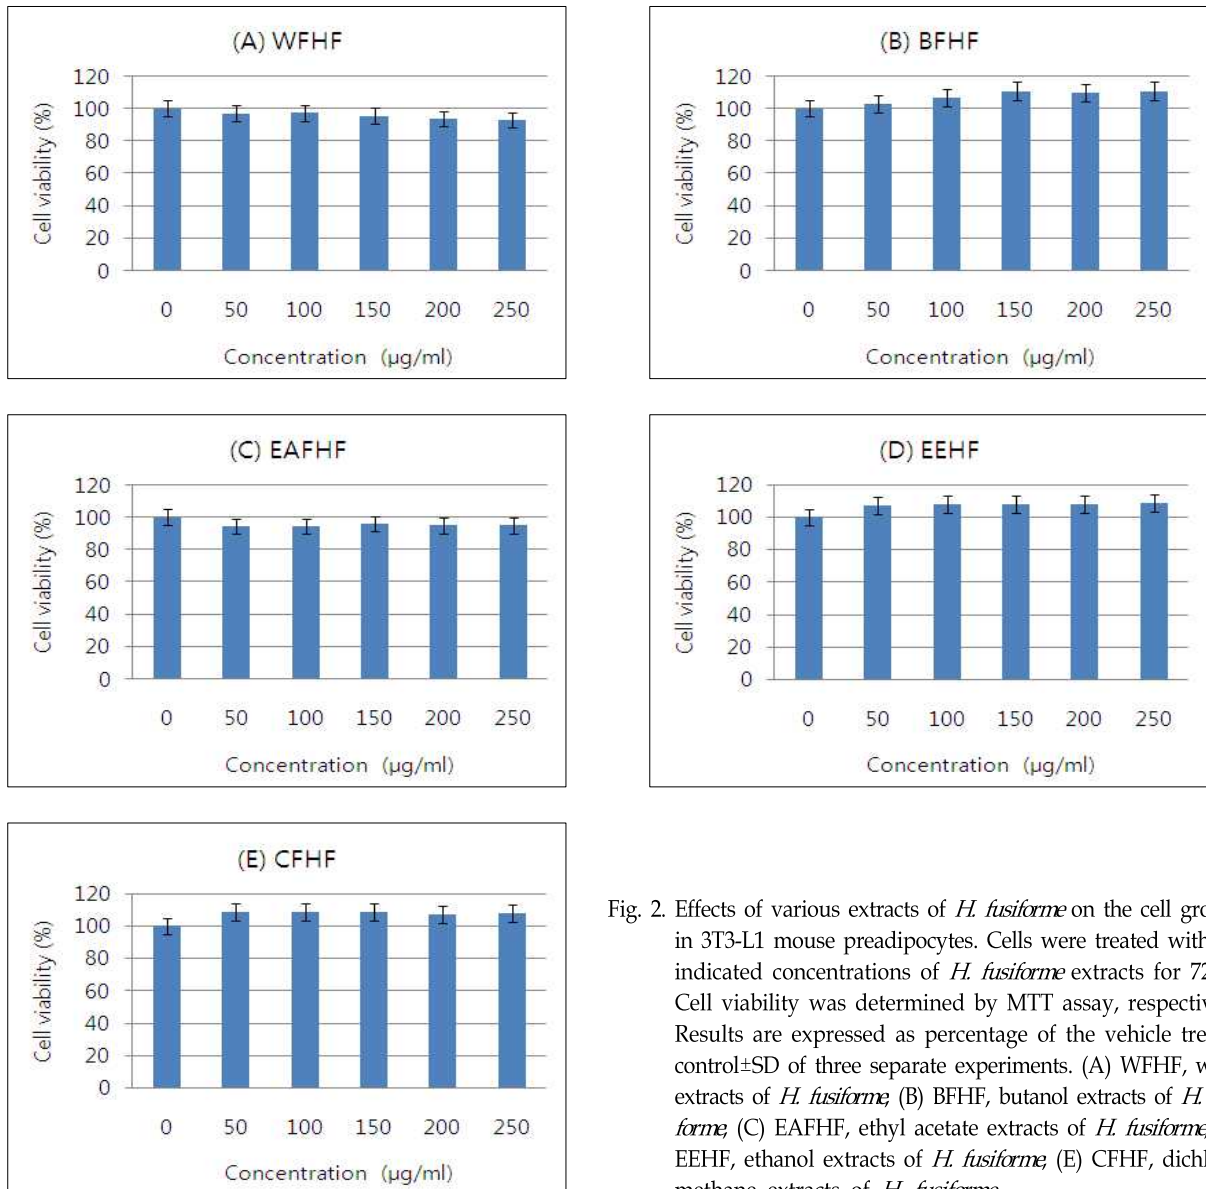 (A) WFHF
120
100
80
60
40
20
0
Cell viability (%)
0 50 100 150 200 250
Concentration (µg/ml)
(B) BFHF
120
100
80
60
40
20
0
Cell viability (%)
0 50 100 150 200 250
Concentration (µg/ml)
(C) EAFHF
120
100
80
60
40
20
0
Cell viability (%)
0 50 100 150 200 250
Concentration (µg/ml)
(D) EEHF
120
100
80
60
40
20
0
Cell viability (%)
0 50 100 150 200 250
Concentration (µg/ml)
(E) CFHF
120
100
80
60
40
20
0
Cell viability (%)
0 50 100 150 200 250
Concentration (µg/ml)
Fig. 2. Effects of various extracts of H. fusiforme on the cell
in 3T3-L1 mouse preadipocytes. Cells were treated with
indicated concentrations of H. fusiforme extracts for 72
Cell viability was determined by MTT assay,
Results are expressed as percentage of the vehicle
control±SD of three separate experiments. (A) WFHF,
extracts of H. fusiforme; (B) BFHF, butanol extracts of H.
forme; (C) EAFHF, ethyl acetate extracts of H. fusiforme;
EEHF, ethanol extracts of H. fusiforme; (E) CFHF,
methane extracts of H. fusiforme